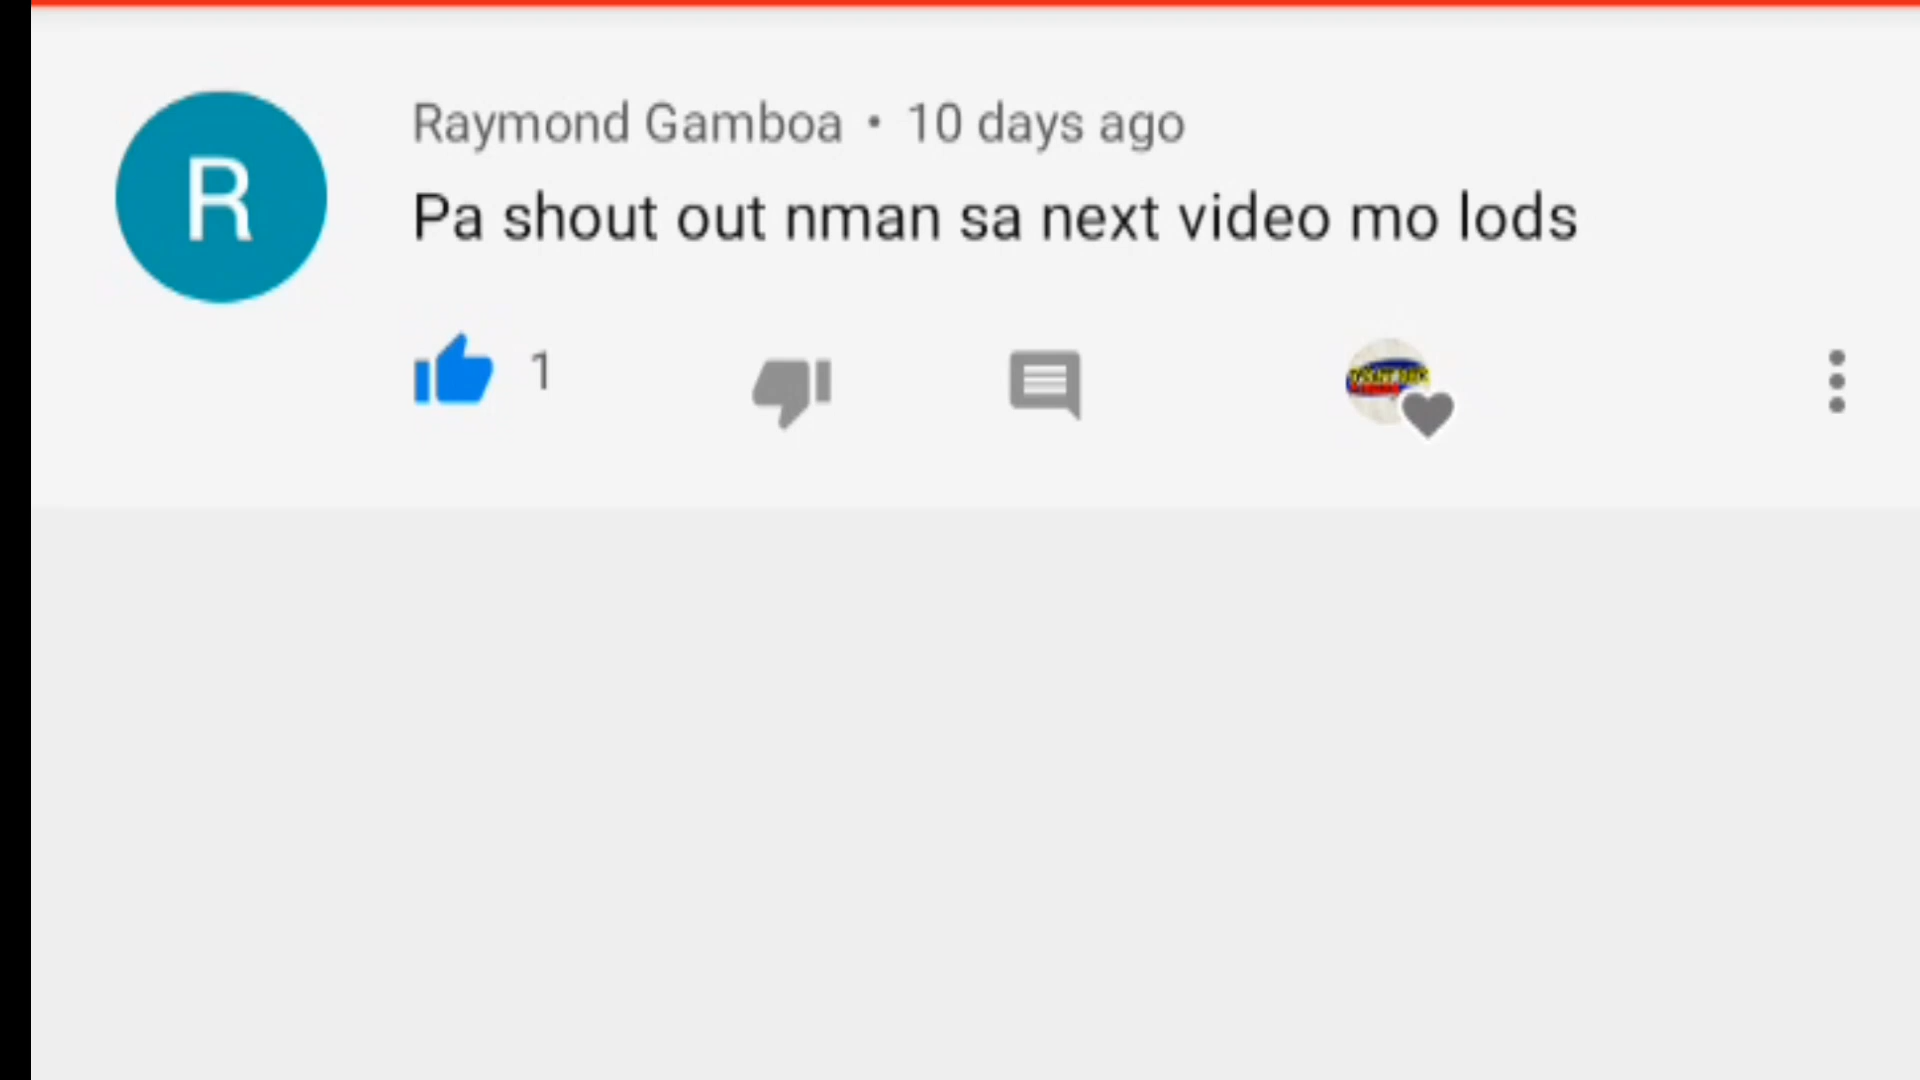 R
Raymond Gamboa • 10 days ago
Pa shout out nman sa next video mo lods
1